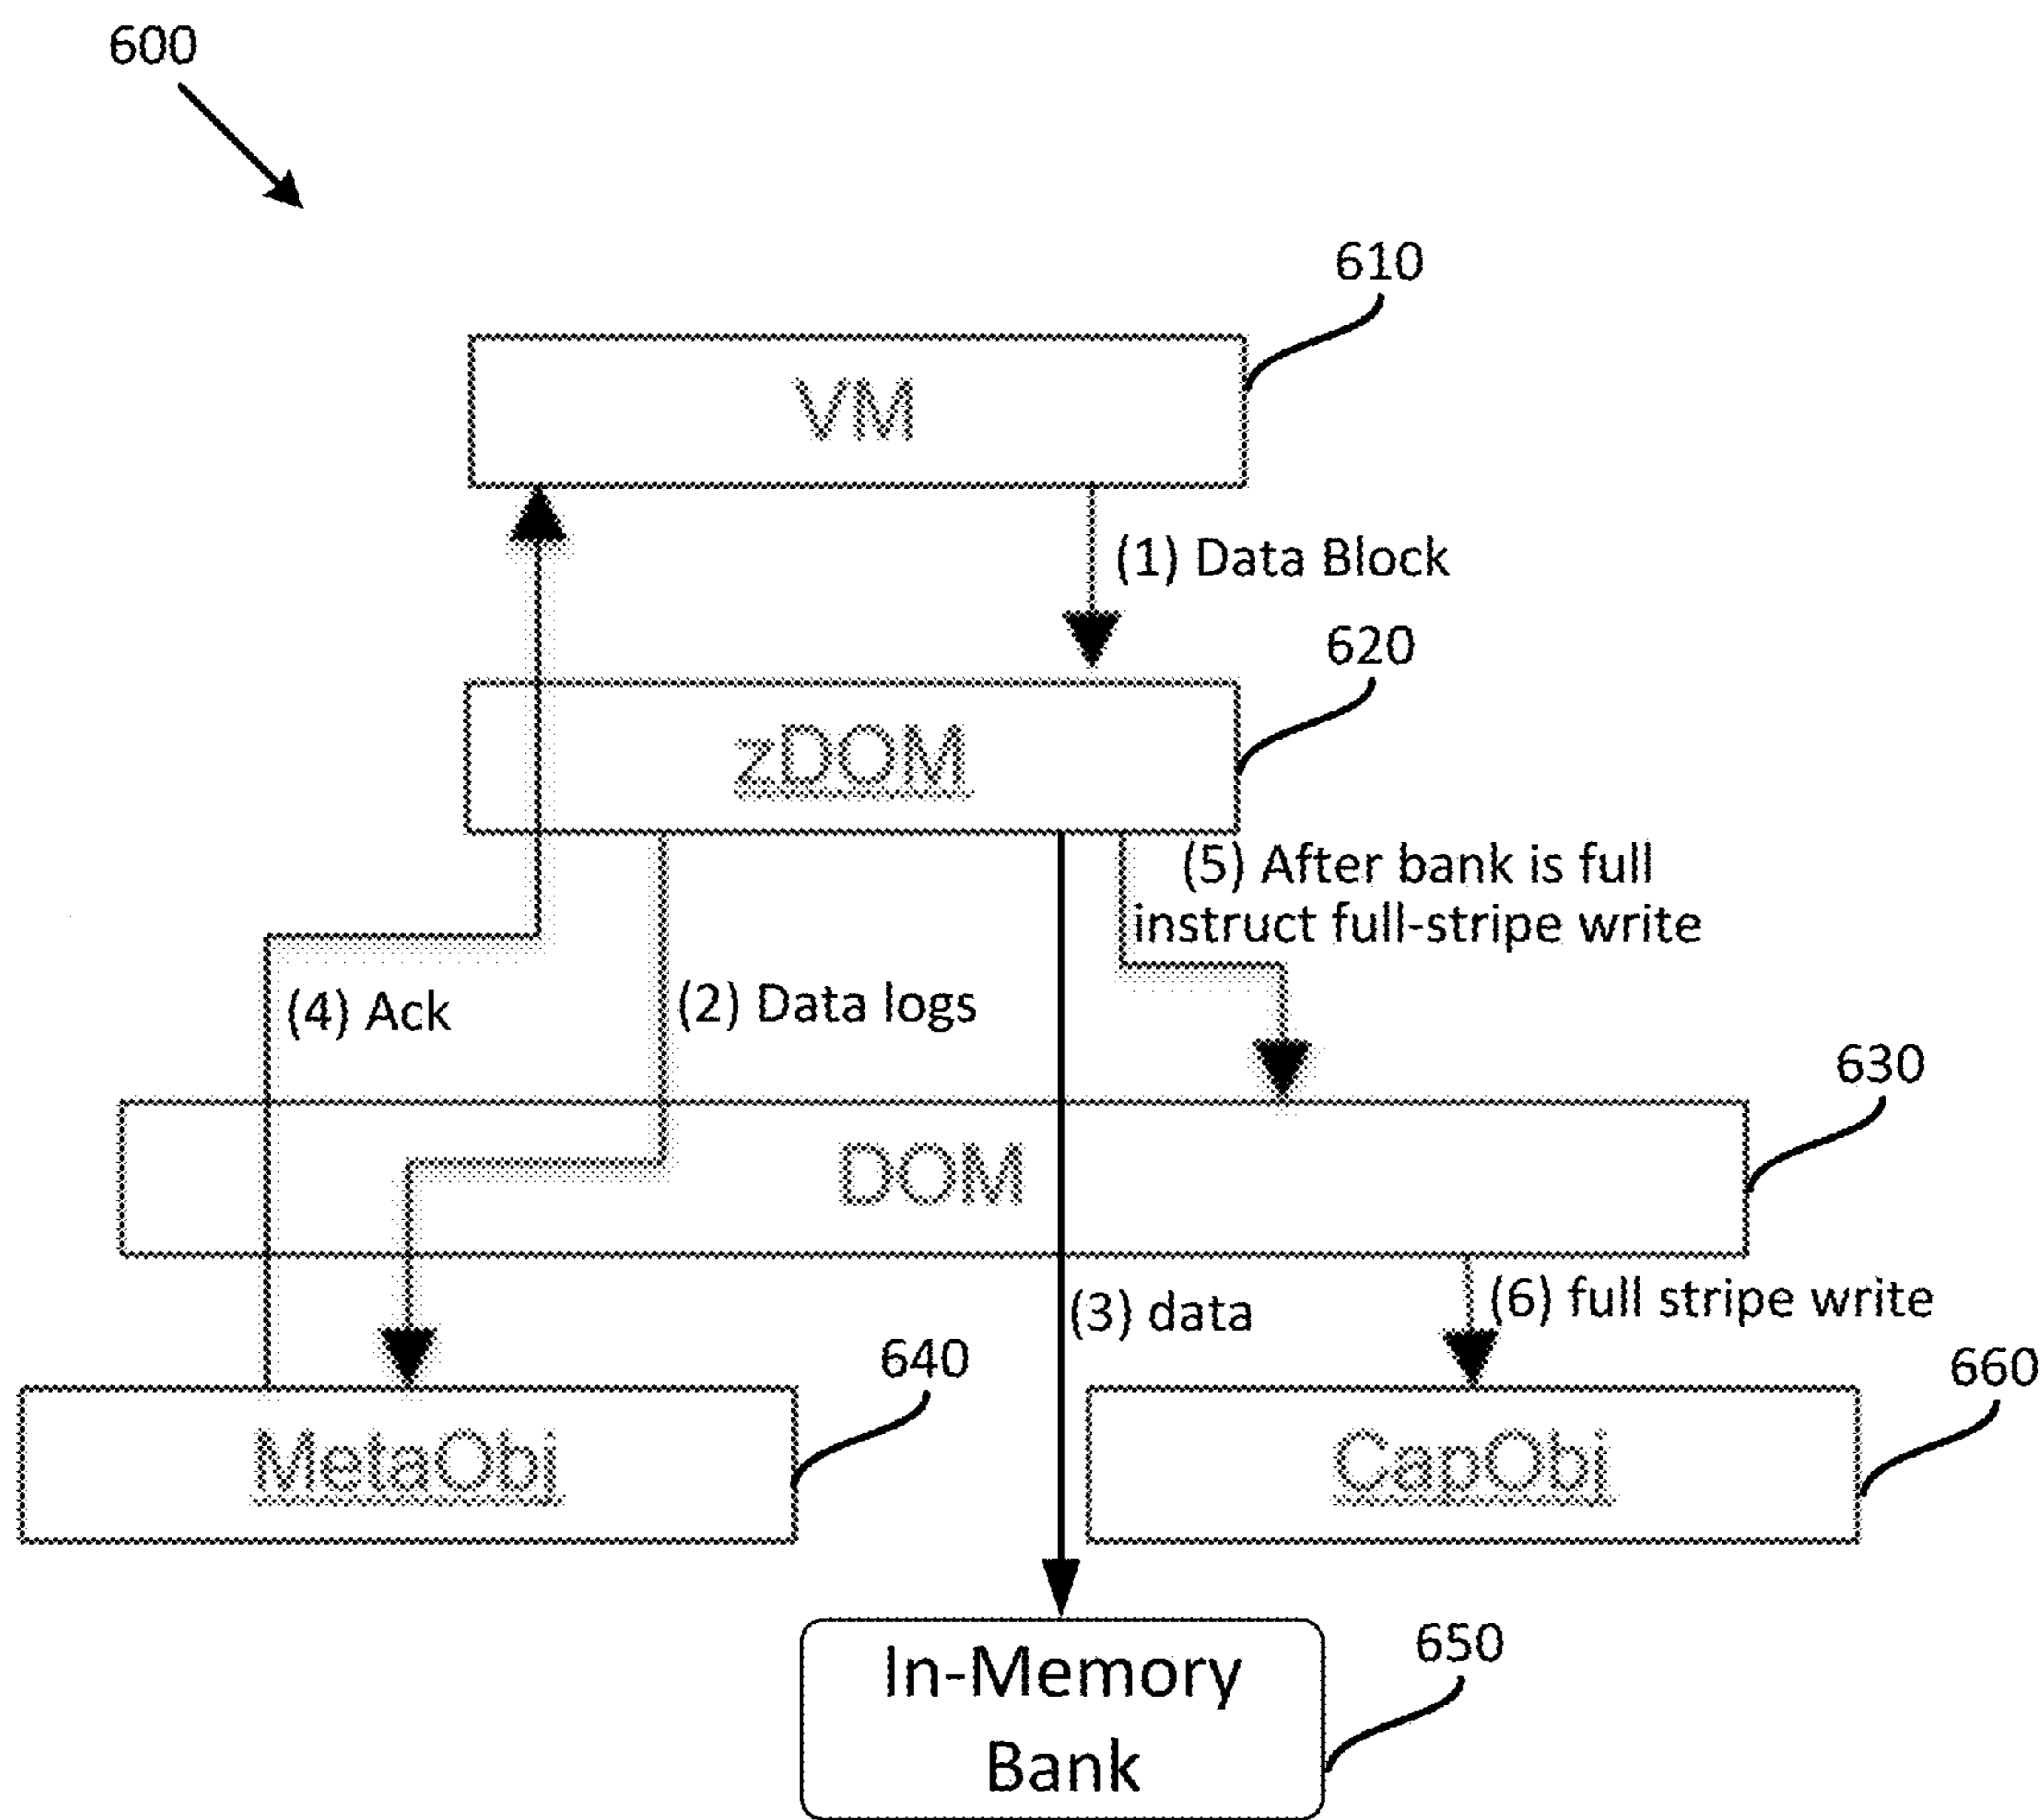 600
610
VM
(1) Data Block
620
zDOM
(5) After bank is full
instruct full-stripe write
(4) Ack
(2) Data logs
630
DOM
(3) data
(6) full stripe write
640
660
MetaObj
CapObj
650
In-Memory
Bank